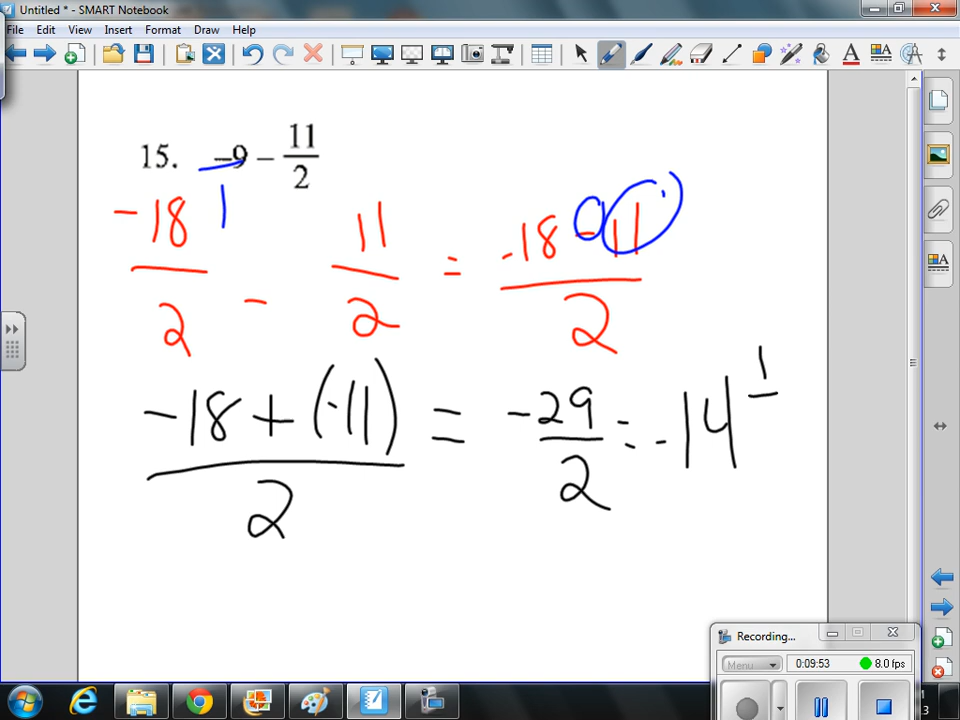 Untitled * - SMART Notebook
File Edit View Insert Format Draw Help
15. –9 – 11/2
1
-18/2 - 11/2 = -18 - 11/2
-18 + (-11)/2 = -29/2 = -14 1
Recording...
Menu 0:09:53 8.0 fps